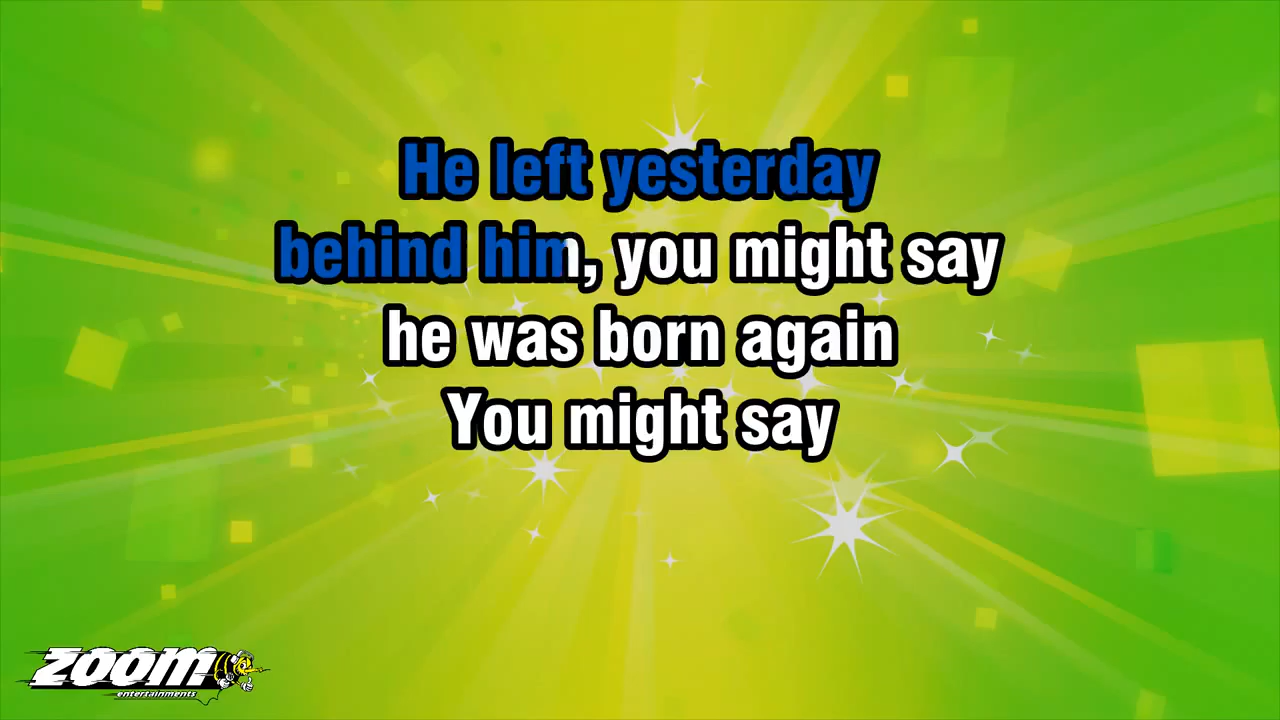 He left yesterday
behind him, you might say
he was born again
You might say
ZOOM
entertainments